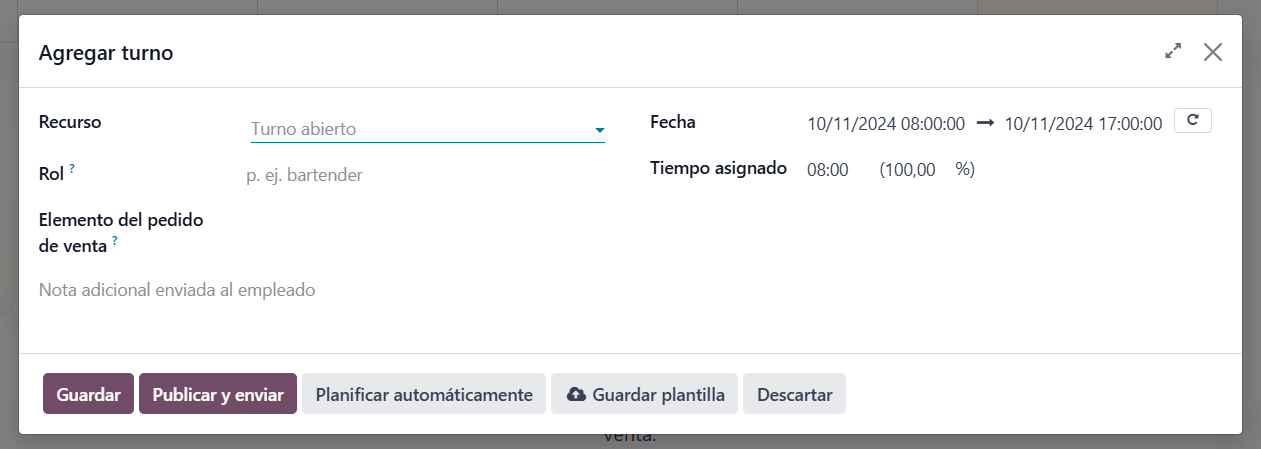 Agregar turno
Recurso
Turno abierto
Rol ?
p. ej. bartender
Elemento del pedido
de venta ?
Nota adicional enviada al empleado
Fecha
10/11/2024 08:00:00 → 10/11/2024 17:00:00
Tiempo asignado
08:00 (100,00 %)
Guardar
Publicar y enviar
Planificar automáticamente
Guardar plantilla
Descartar
venta.